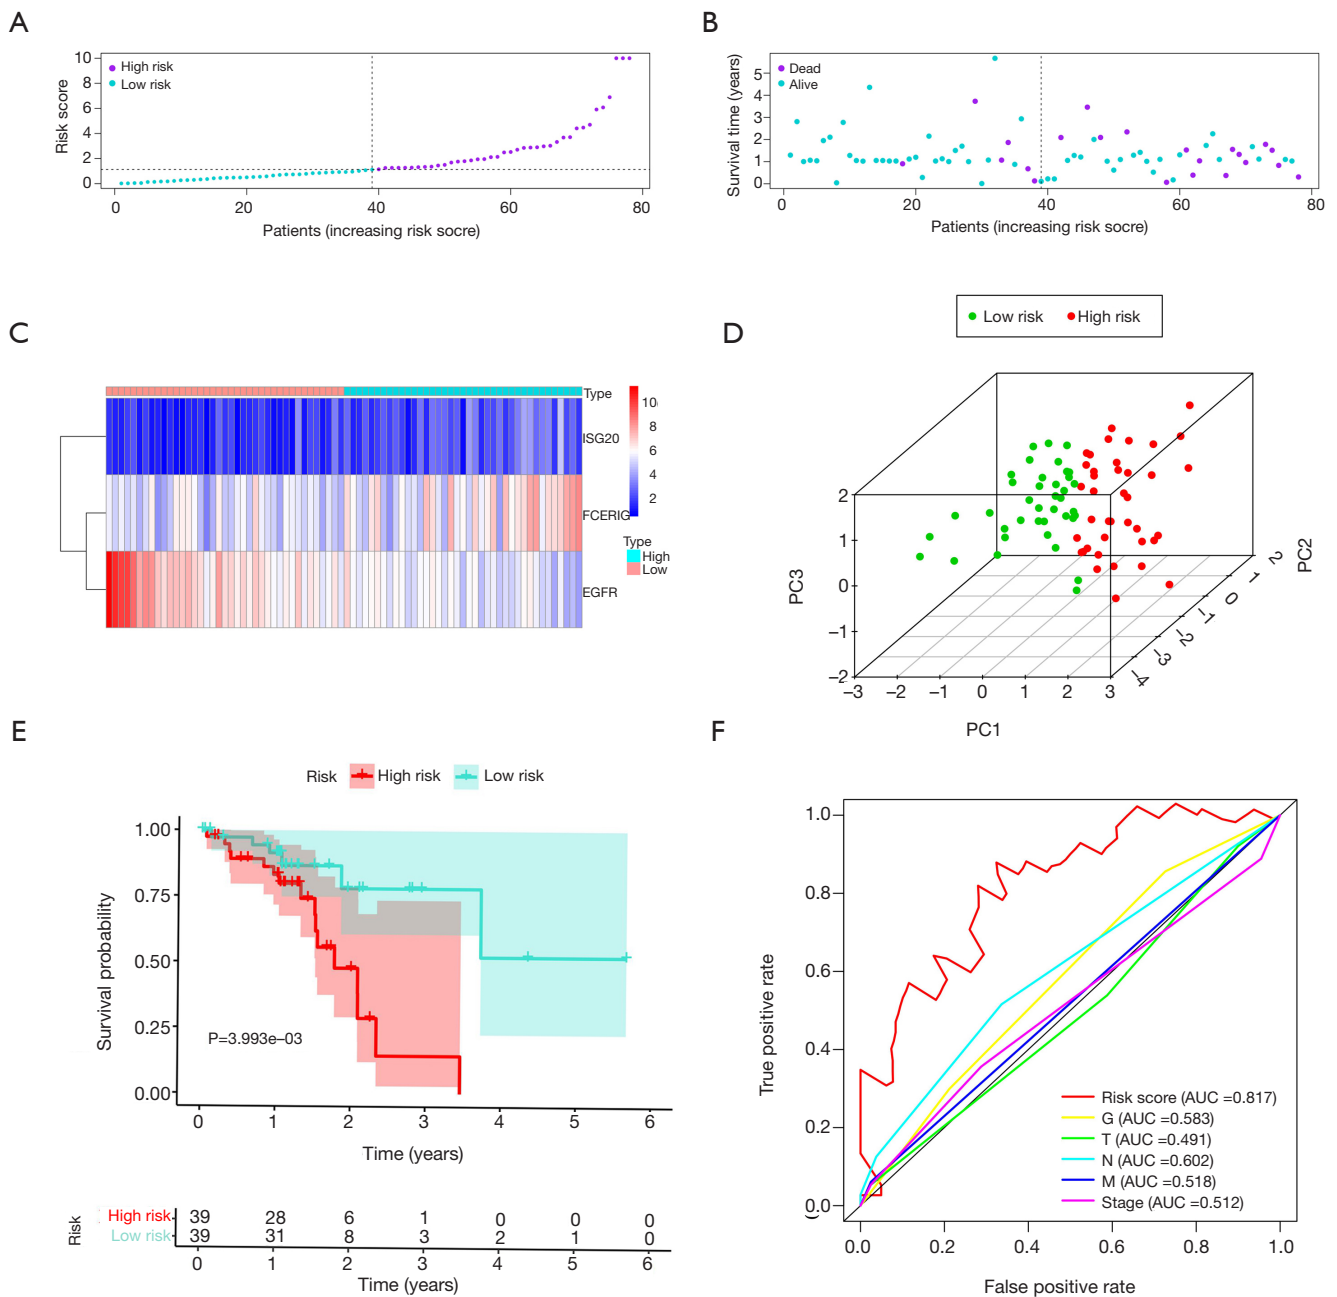 A
Risk score
10
8
6
4
2
0
High risk
Low risk
0 20 40 60 80
Patients (increasing risk socre)
B
Survival time (years)
5
4
3
2
1
0
Dead
Alive
0 20 40 60 80
Patients (increasing risk socre)
C
Type
ISG20
FCERIG
EGFR
10
8
6
4
2
Type
High
Low
D
Low risk High risk
PC3
2
1
0
−1
−2
−3 −2 −1 0 1 2 3
PC1
−4 −3 −2 −1 0 1 2
PC2
E
Risk High risk Low risk
Survival probability
1.00
0.75
0.50
0.25
0.00
P=3.993e–03
0 1 2 3 4 5 6
Time (years)
Risk
High risk 39 28 6 1 0 0 0
Low risk 39 31 8 3 2 1 0
0 1 2 3 4 5 6
Time (years)
F
True positive rate
1.0
0.8
0.6
0.4
0.2
0.0
Risk score (AUC =0.817)
G (AUC =0.583)
T (AUC =0.491)
N (AUC =0.602)
M (AUC =0.518)
Stage (AUC =0.512)
0.0 0.2 0.4 0.6 0.8 1.0
False positive rate